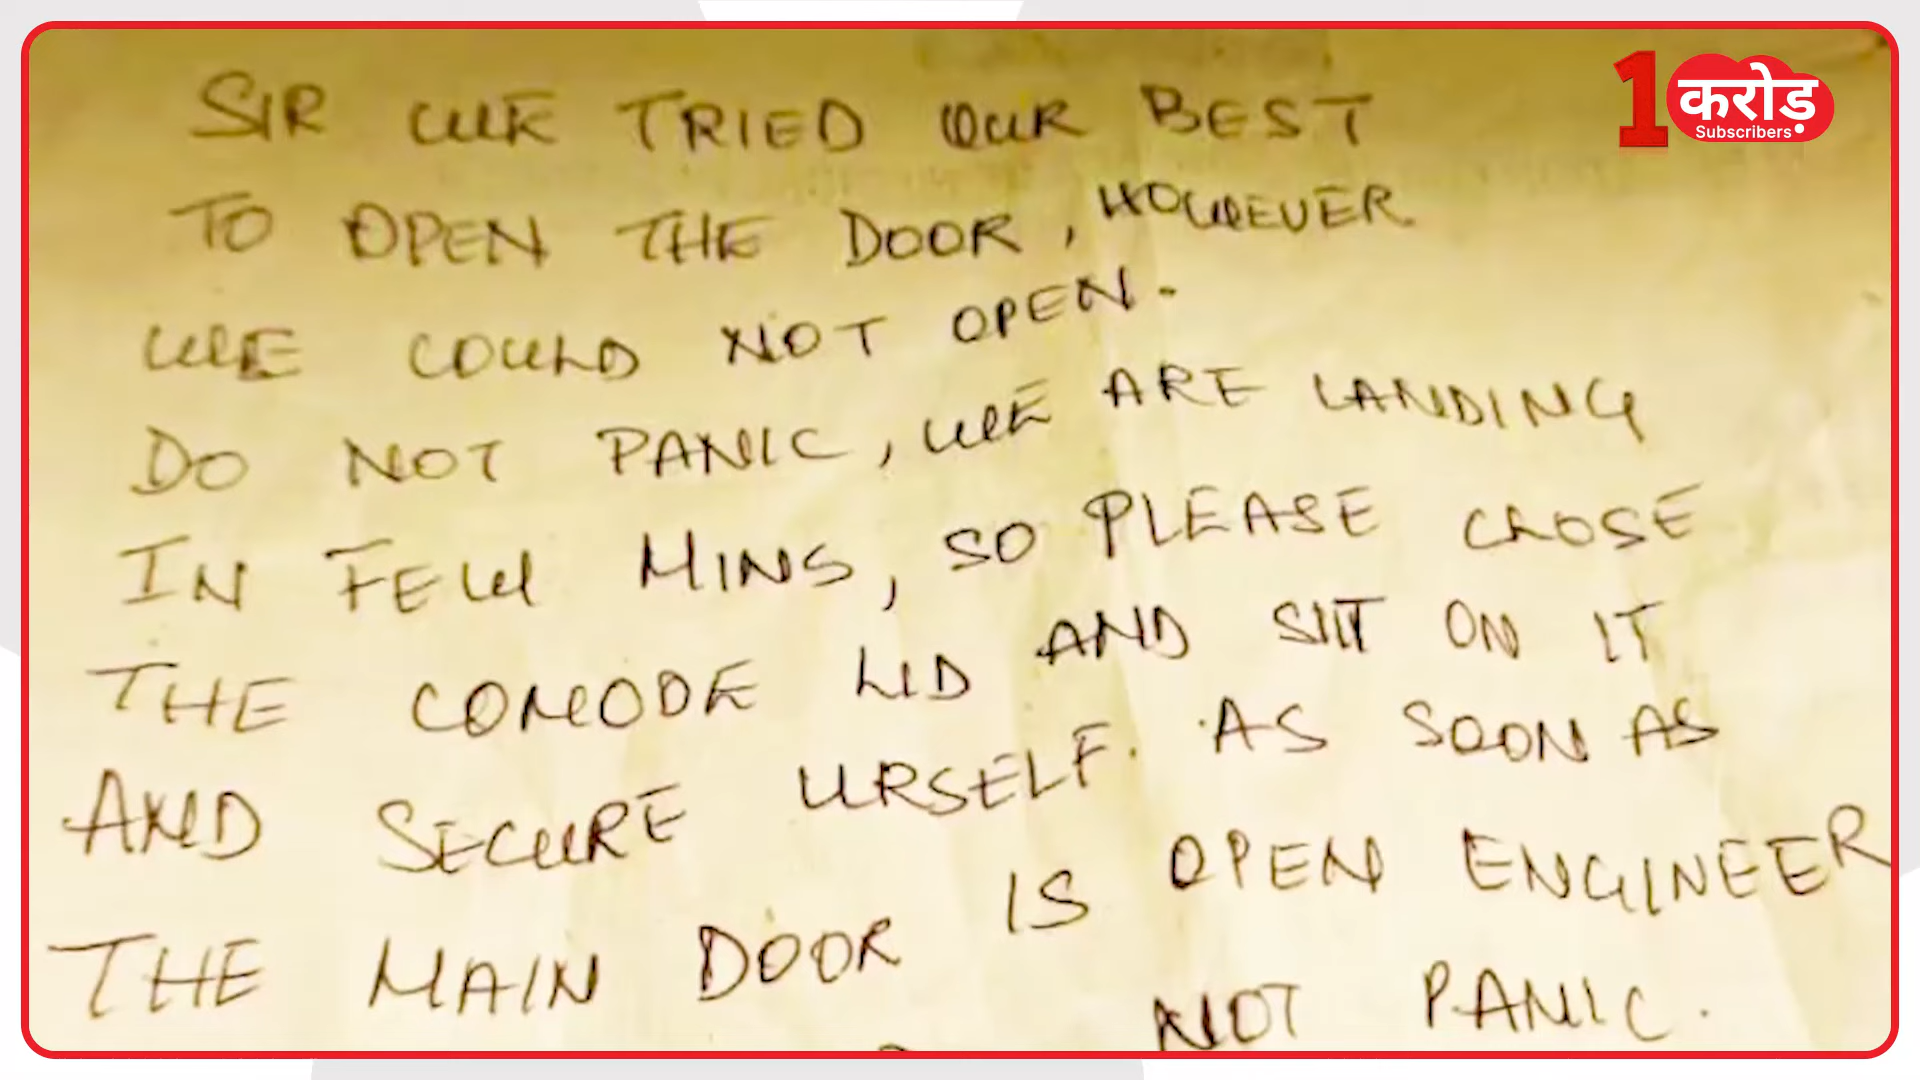 1 करोड़
Subscribers
SIR WE TRIED OUR BEST
TO OPEN THE DOOR, HOWEVER
WE COULD NOT OPEN.
DO NOT PANIC, WE ARE LANDING
IN FEW MINS, SO PLEASE CLOSE
THE COMODE LID AND SIT ON IT
AND SECURE URSELF. AS SOON AS
THE MAIN DOOR IS OPEN ENGINEER
NOT PANIC.